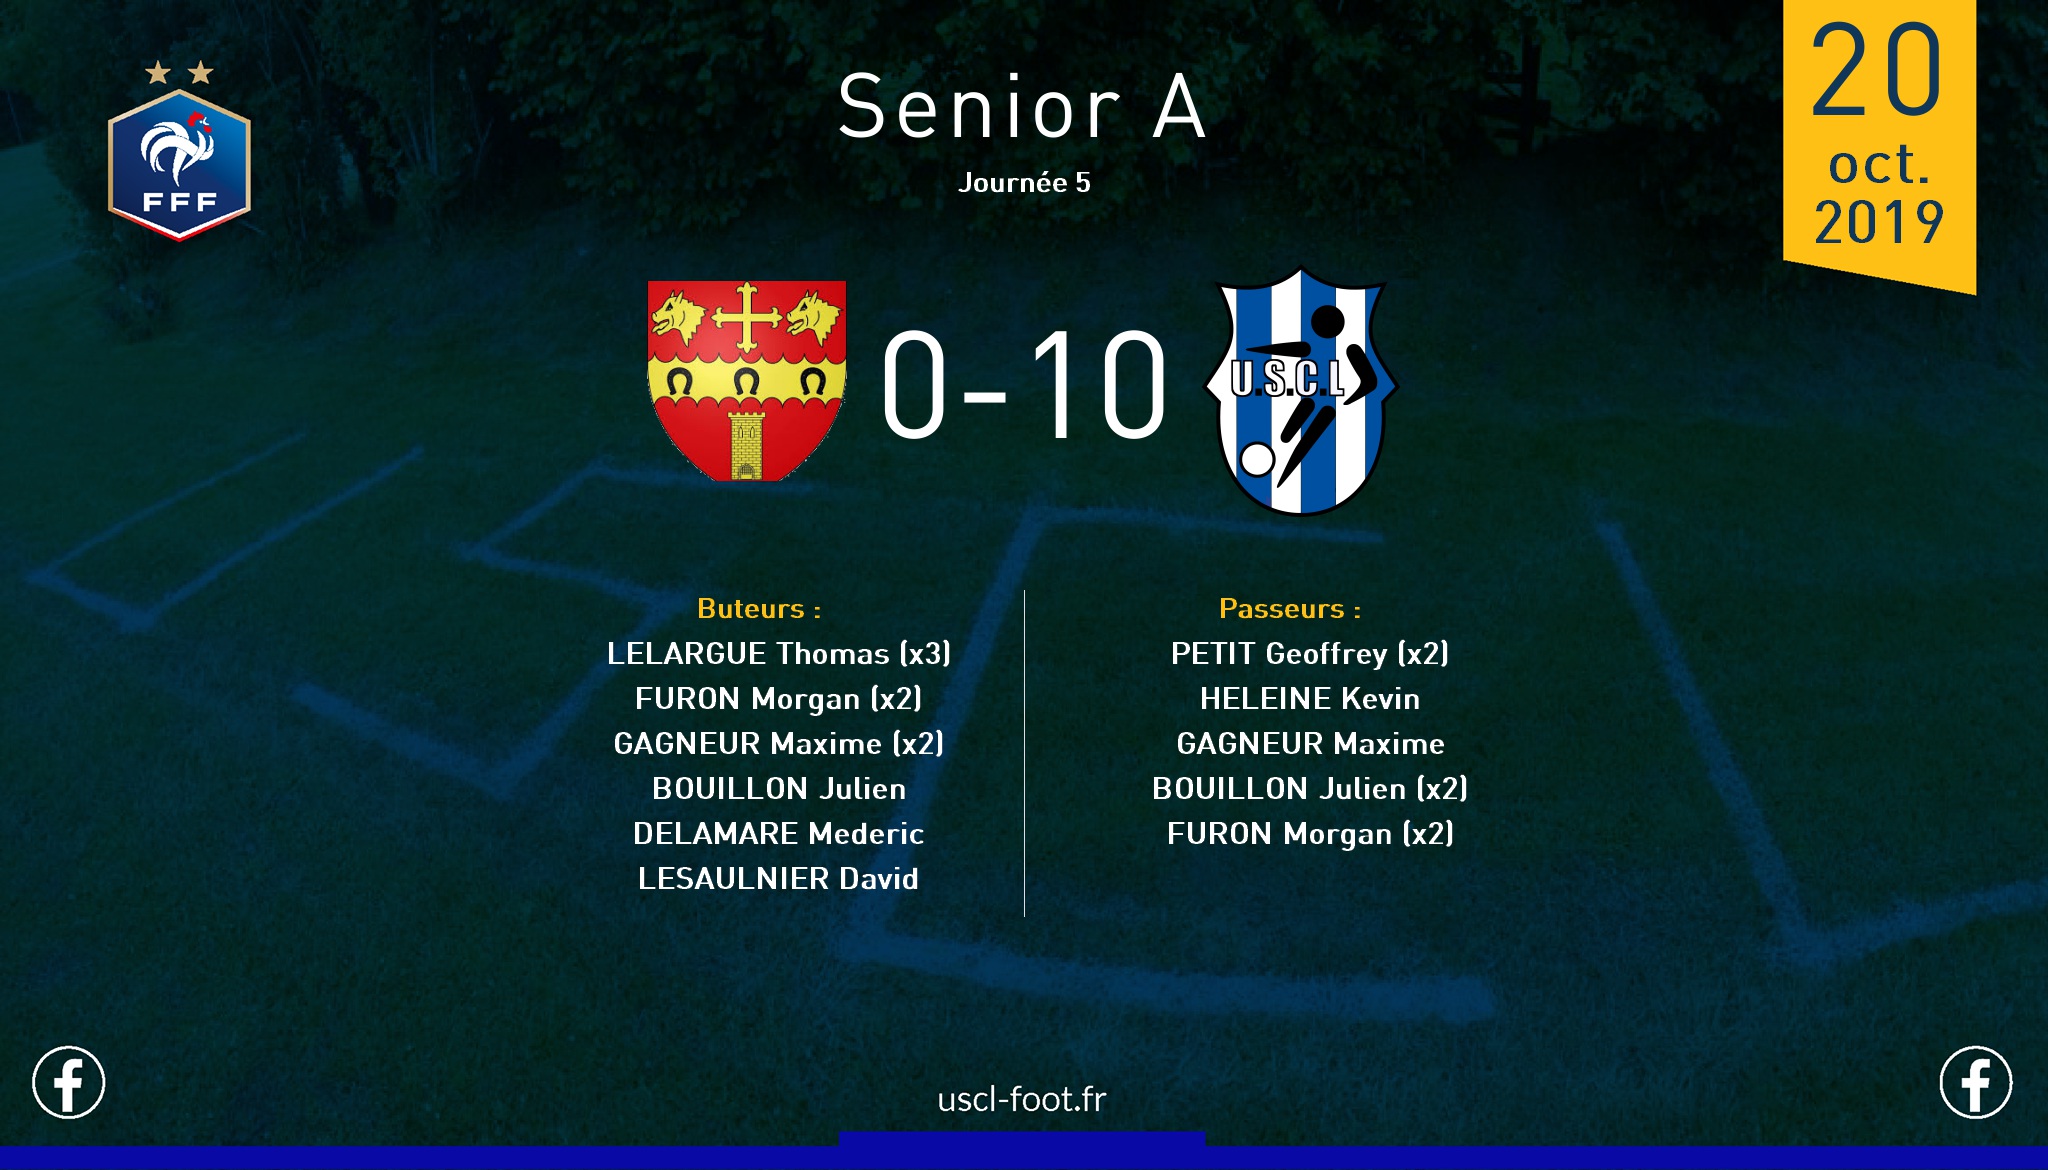 20
oct.
2019
Senior A
Journée 5
FFF
0-10
U.S.C.L
Buteurs :
LELARGUE Thomas (x3)
FURON Morgan (x2)
GAGNEUR Maxime (x2)
BOUILLON Julien
DELAMARE Mederic
LESAULNIER David
Passeurs :
PETIT Geoffrey (x2)
HELEINE Kevin
GAGNEUR Maxime
BOUILLON Julien (x2)
FURON Morgan (x2)
uscl-foot.fr